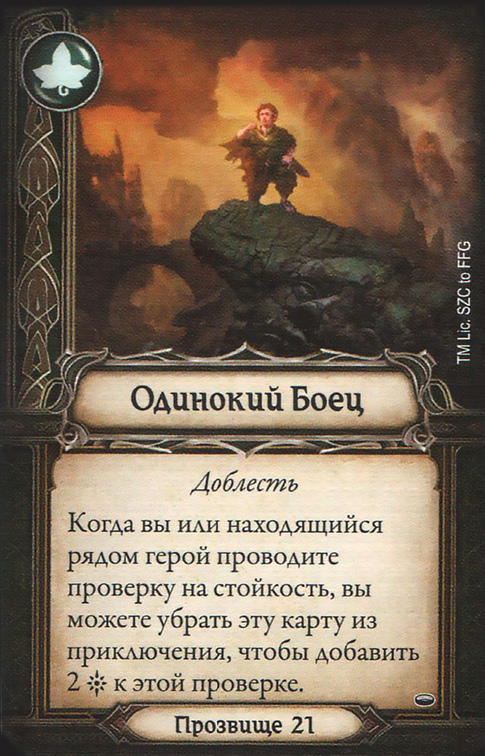 TM Lic. SZC to FFG
Одинокий Боец
Доблесть
Когда вы или находящийся
рядом герой проводите
проверку на стойкость, вы
можете убрать эту карту из
приключения, чтобы добавить
2 ☀ к этой проверке.
Прозвище 21